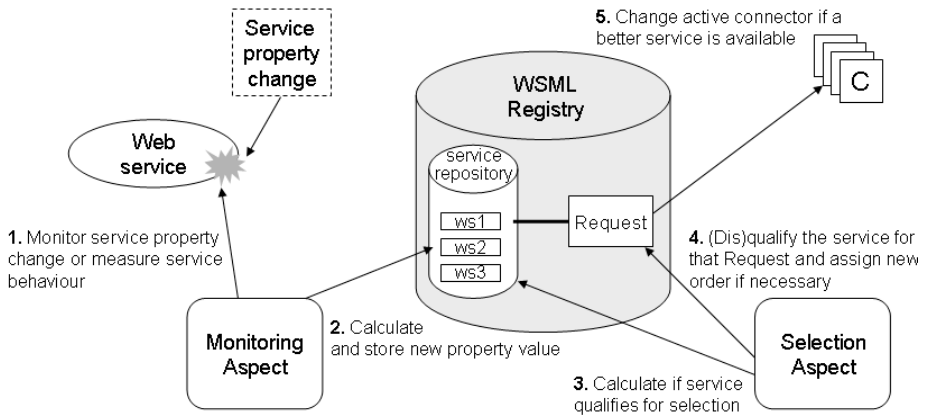 Service
property
change
5. Change active connector if a
better service is available
C
WSML
Registry
Web
service
service
repository
ws1
ws2
ws3
Request
1. Monitor service property
change or measure service
behaviour
4. (Dis)qualify the service for
that Request and assign new
order if necessary
Monitoring
Aspect
2. Calculate
and store new property value
Selection
Aspect
3. Calculate if service
qualifies for selection